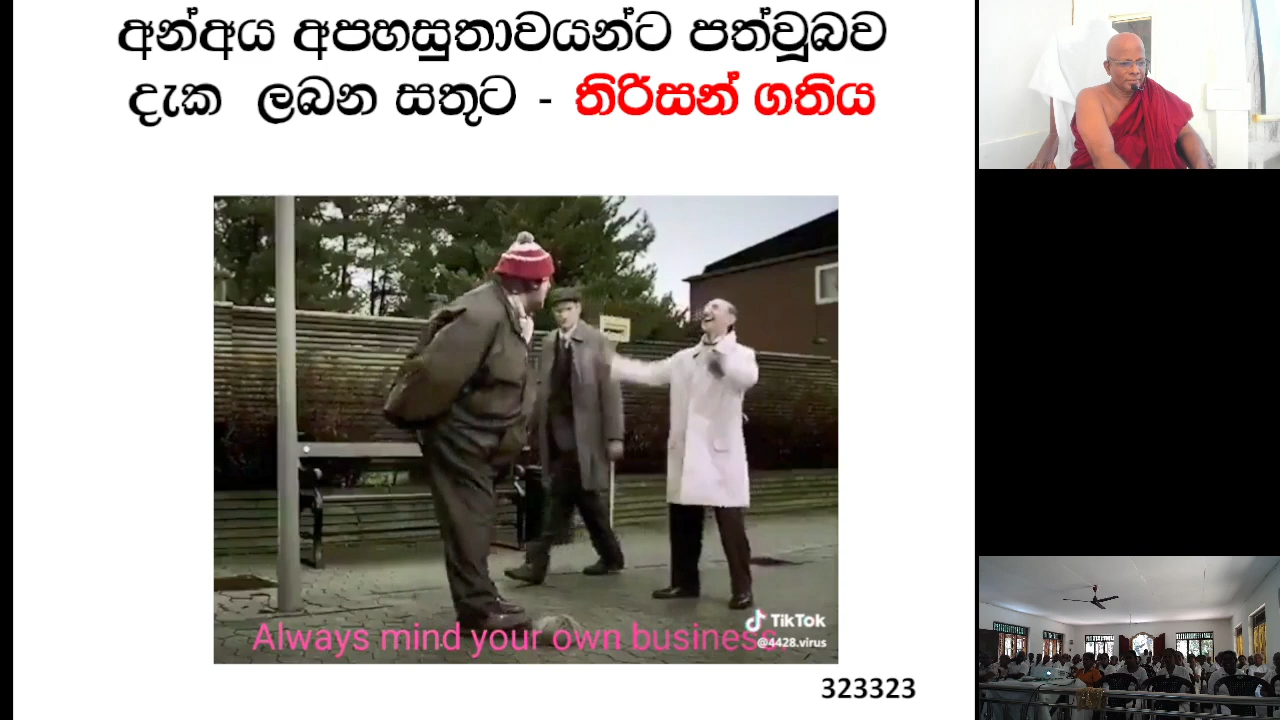 අන්අය අපහසුතාවයන්ට පත්වූබව
දැක ලබන සතුට - තිරිසන් ගතිය
Always mind your own business.
TikTok
@4428.virus
323323